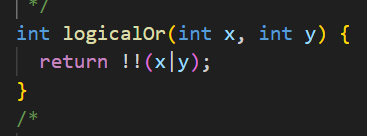 */
int logicalOr(int x, int y) {
  return !!(x|y);
}
/*